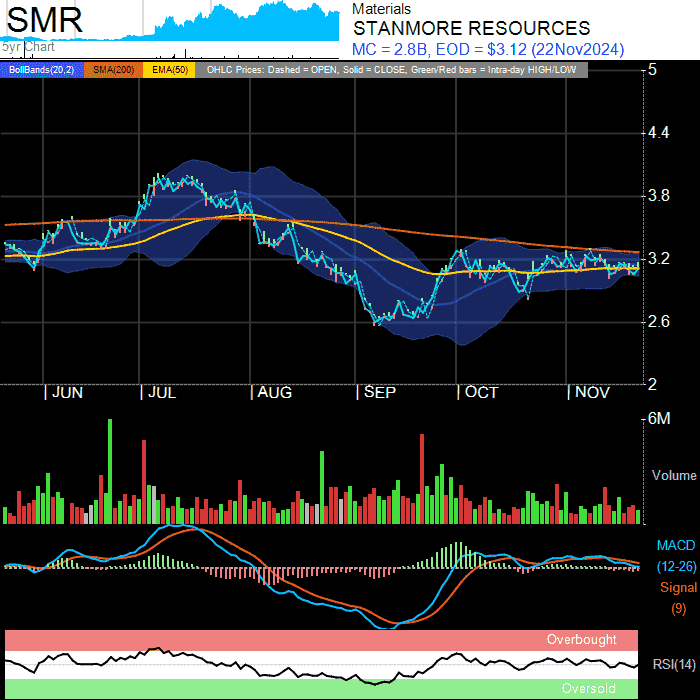 SMR
5yr Chart
Materials
STANMORE RESOURCES
MC = 2.8B, EOD = $3.12 (22Nov2024)
BollBands(20,2) SMA(200) EMA(50) OHLC Prices: Dashed = OPEN, Solid = CLOSE, Green/Red bars = Intra-day HIGH/LOW
5
4.4
3.8
3.2
2.6
2
| JUN | JUL | AUG | SEP | OCT | NOV
6M
Volume
MACD
(12-26)
Signal
(9)
Overbought
RSI(14)
Oversold